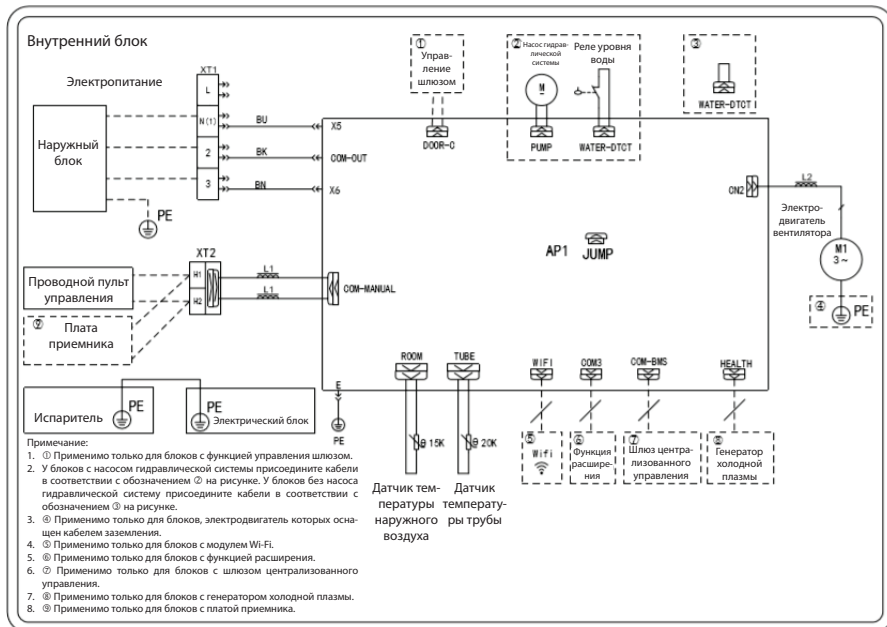 Внутренний блок
Электропитание
XT1
L
N(1)
2
3
BU
BK
BN
X5
COM-OUT
X6
Наружный
блок
PE
①
Управ-
ление
шлюзом
DOOR-C
②
Насос гидрав-
лической
системы
M
PUMP
Реле уровня
воды
WATER-DTCT
③
WATER-DTCT
CN2
L2
Электро-
двигатель
вентилятора
M1
3~
④
PE
AP1
JUMP
XT2
H1
H2
L1
L1
COM-MANUAL
Проводной пульт
управления
⑨
Плата
приемника
Испаритель
PE
PE
Электрический блок
E
PE
ROOM
TUBE
θ 15K
θ 20K
Датчик тем-
пературы
наружного
воздуха
Датчик
температу-
ры трубы
WIFI
COM3
COM-BMS
HEALTH
⑤
Wifi
⑥
Функция
расшире-
ния
⑦
Шлюз центра-
лизованного
управления
⑧
Генератор
холодной
плазмы
Примечание:
1. ① Применимо только для блоков с функцией управления шлюзом.
2. У блоков с насосом гидравлической системы присоедините кабели
в соответствии с обозначением ② на рисунке. У блоков без насоса
гидравлической систему присоедините кабели в соответствии с
обозначением ③ на рисунке.
3. ④ Применимо только для блоков, электродвигатель которых осна-
щен кабелем заземления.
4. ⑤ Применимо только для блоков с модулем Wi-Fi.
5. ⑥ Применимо только для блоков с функцией расширения.
6. ⑦ Применимо только для блоков с шлюзом централизованного
управления.
7. ⑧ Применимо только для блоков с генератором холодной плазмы.
8. ⑨ Применимо только для блоков с платой приемника.